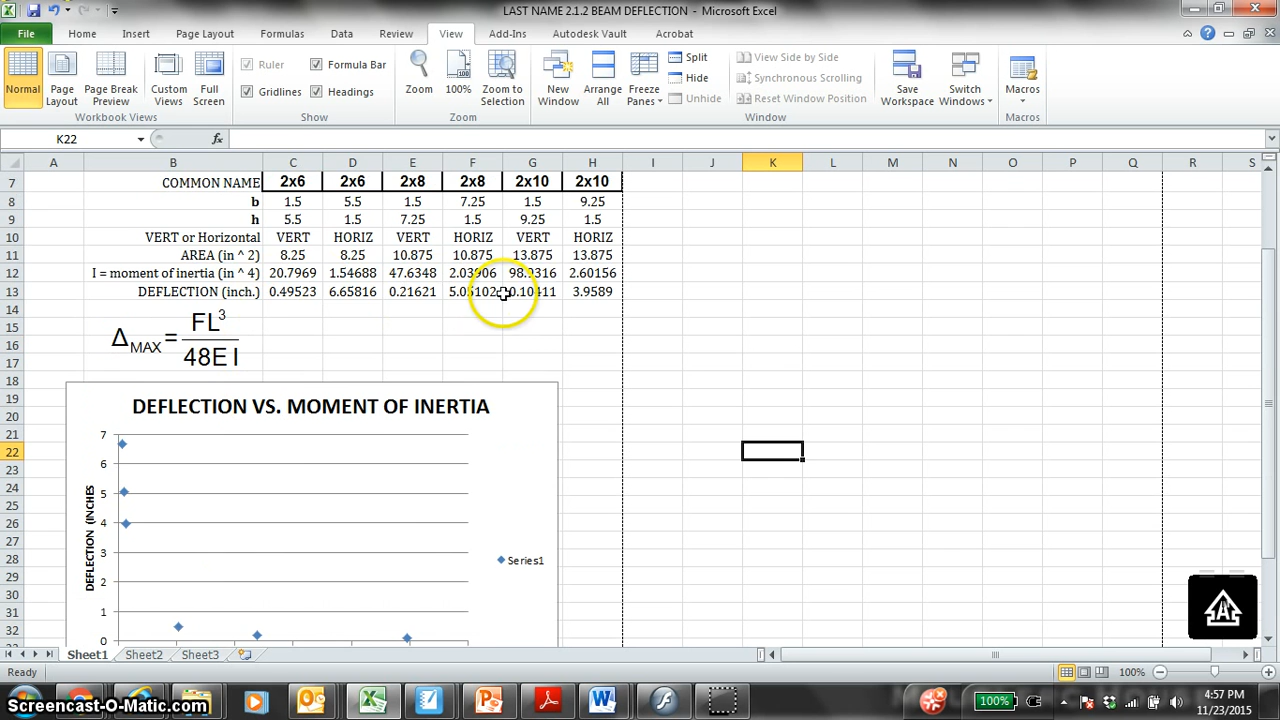 LAST NAME 2.1.2 BEAM DEFLECTION - Microsoft Excel
File Home Insert Page Layout Formulas Data Review View Add-Ins Autodesk Vault Acrobat
Normal Page Layout Page Break Preview Custom Views Full Screen
Workbook Views
Ruler Formula Bar
Gridlines Headings
Show
Zoom 100% Zoom to Selection
Zoom
New Window Arrange All Freeze Panes
Split
Hide
Unhide
View Side by Side
Synchronous Scrolling
Reset Window Position
Window
Save Workspace Switch Windows
Macros
Macros
K22 fx
A B C D E F G H I J K L M N O P Q R S
7 COMMON NAME 2x6 2x6 2x8 2x8 2x10 2x10
8 b 1.5 5.5 1.5 7.25 1.5 9.25
9 h 5.5 1.5 7.25 1.5 9.25 1.5
10 VERT or Horizontal VERT HORIZ VERT HORIZ VERT HORIZ
11 AREA (in ^ 2) 8.25 8.25 10.875 10.875 13.875 13.875
12 I = moment of inertia (in ^ 4) 20.7969 1.54688 47.6348 2.03906 98.9316 2.60156
13 DEFLECTION (inch.) 0.49523 6.65816 0.21621 5.05102 0.10411 3.9589
14
15
16
17
18
19
20
21
22
23
24
25
26
27
28
29
30
31
32
Δ MAX = FL3
48E I
DEFLECTION VS. MOMENT OF INERTIA
DEFLECTION (INCHES
7
6
5
4
3
2
1
0
Series1
Sheet1 Sheet2 Sheet3
Ready 100%
Screencast-O-Matic.com
100%
4:57 PM
11/23/2015